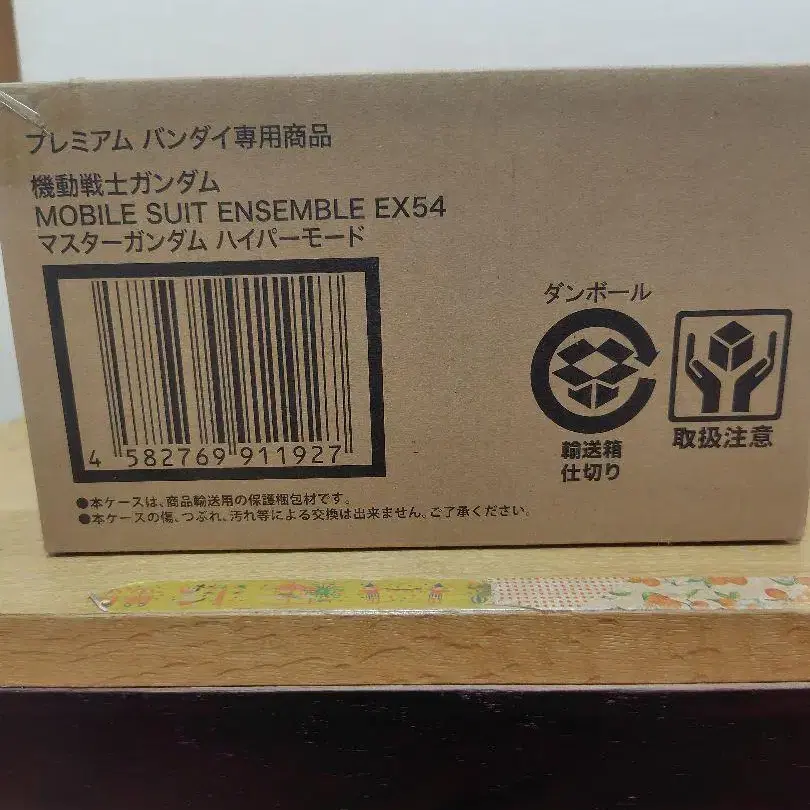 プレミアム バンダイ専用商品
機動戦士ガンダム
MOBILE SUIT ENSEMBLE EX54
マスターガンダム ハイパーモード
4 582769 911927
●本ケースは、商品輸送用の保護梱包材です。
●本ケースの傷、つぶれ、汚れ等による交換は出来ません。ご了承ください。
ダンボール
輸送箱
仕切り
取扱注意